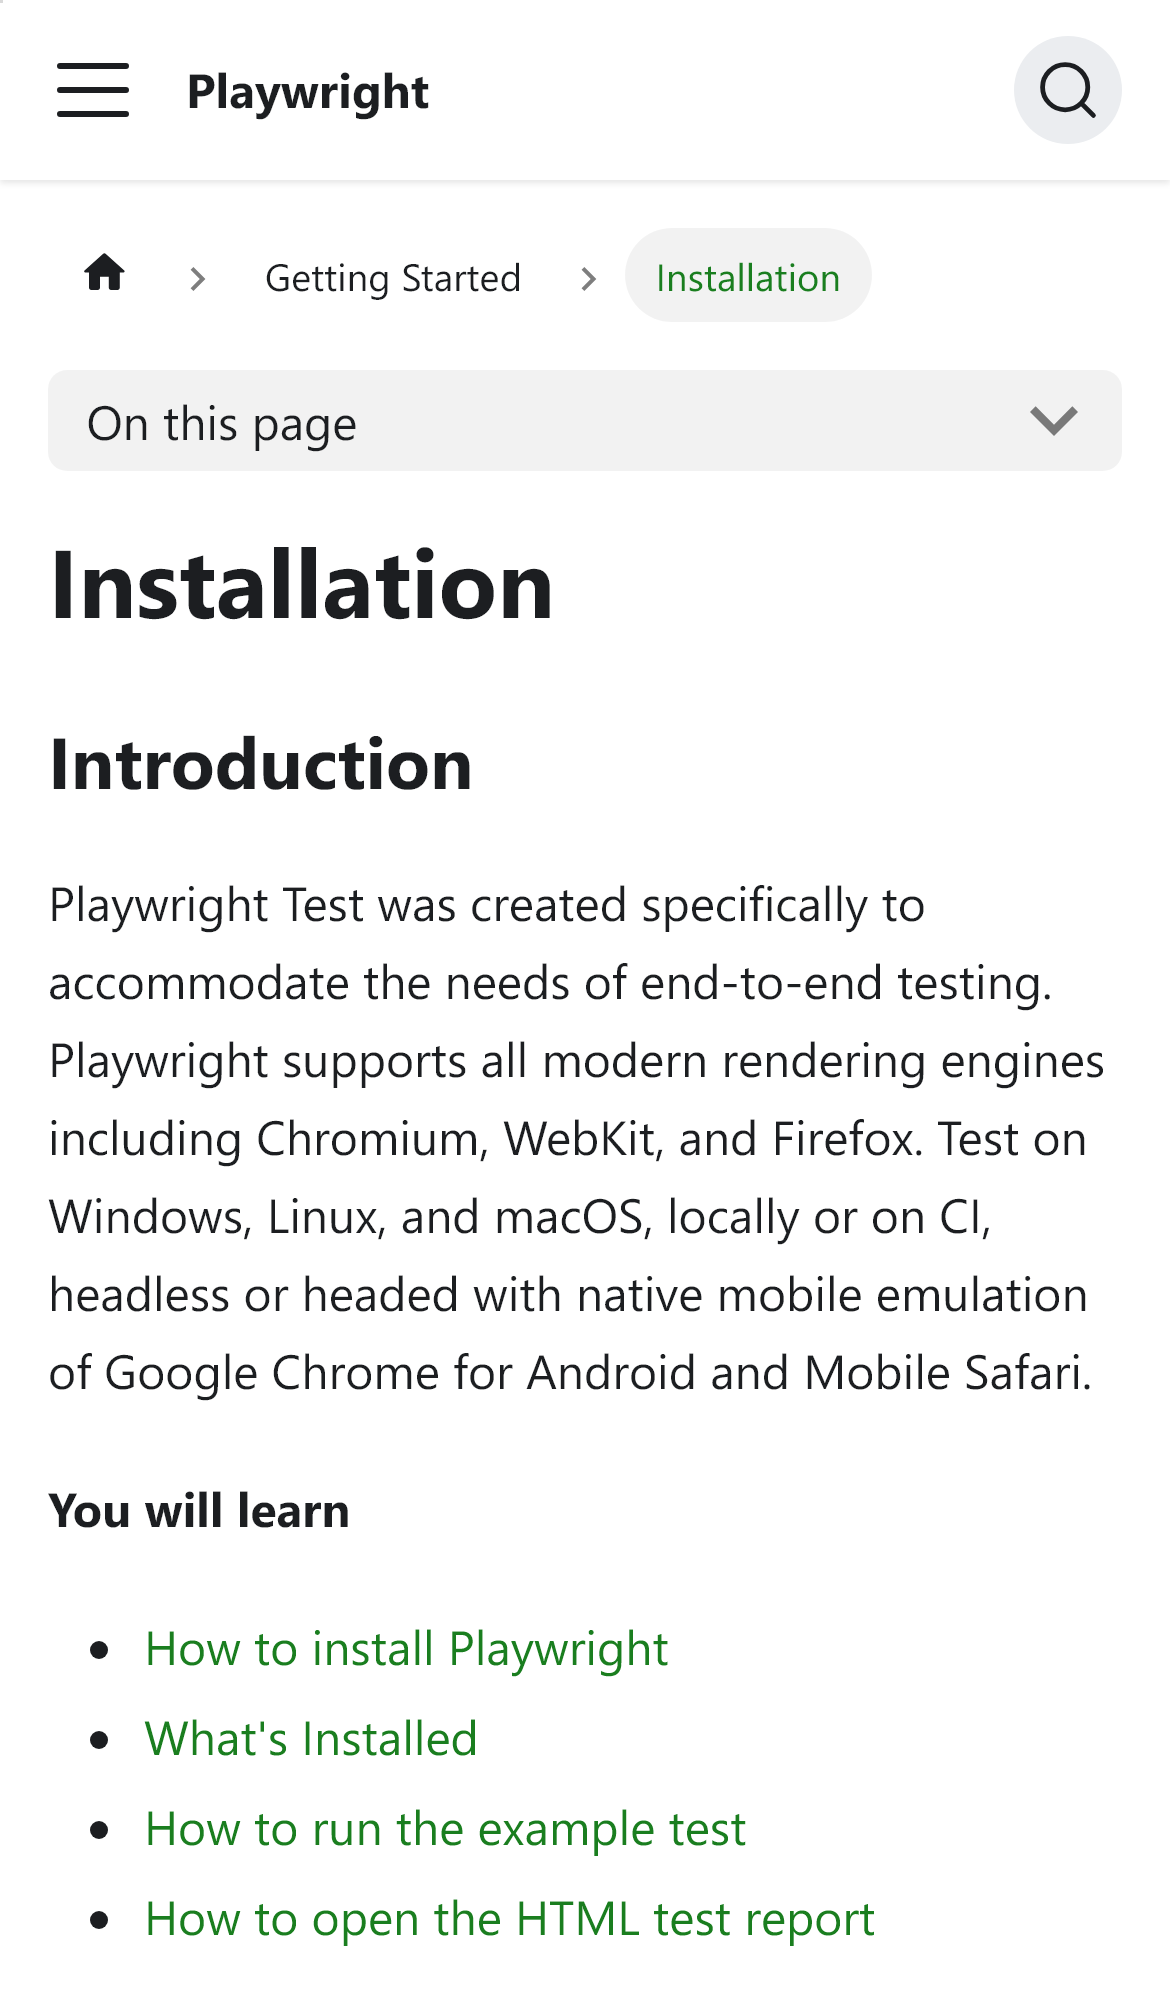 Playwright
Getting Started
Installation
On this page
Installation
Introduction
Playwright Test was created specifically to
accommodate the needs of end-to-end testing.
Playwright supports all modern rendering engines
including Chromium, WebKit, and Firefox. Test on
Windows, Linux, and macOS, locally or on CI,
headless or headed with native mobile emulation
of Google Chrome for Android and Mobile Safari.
You will learn
How to install Playwright
What's Installed
How to run the example test
How to open the HTML test report